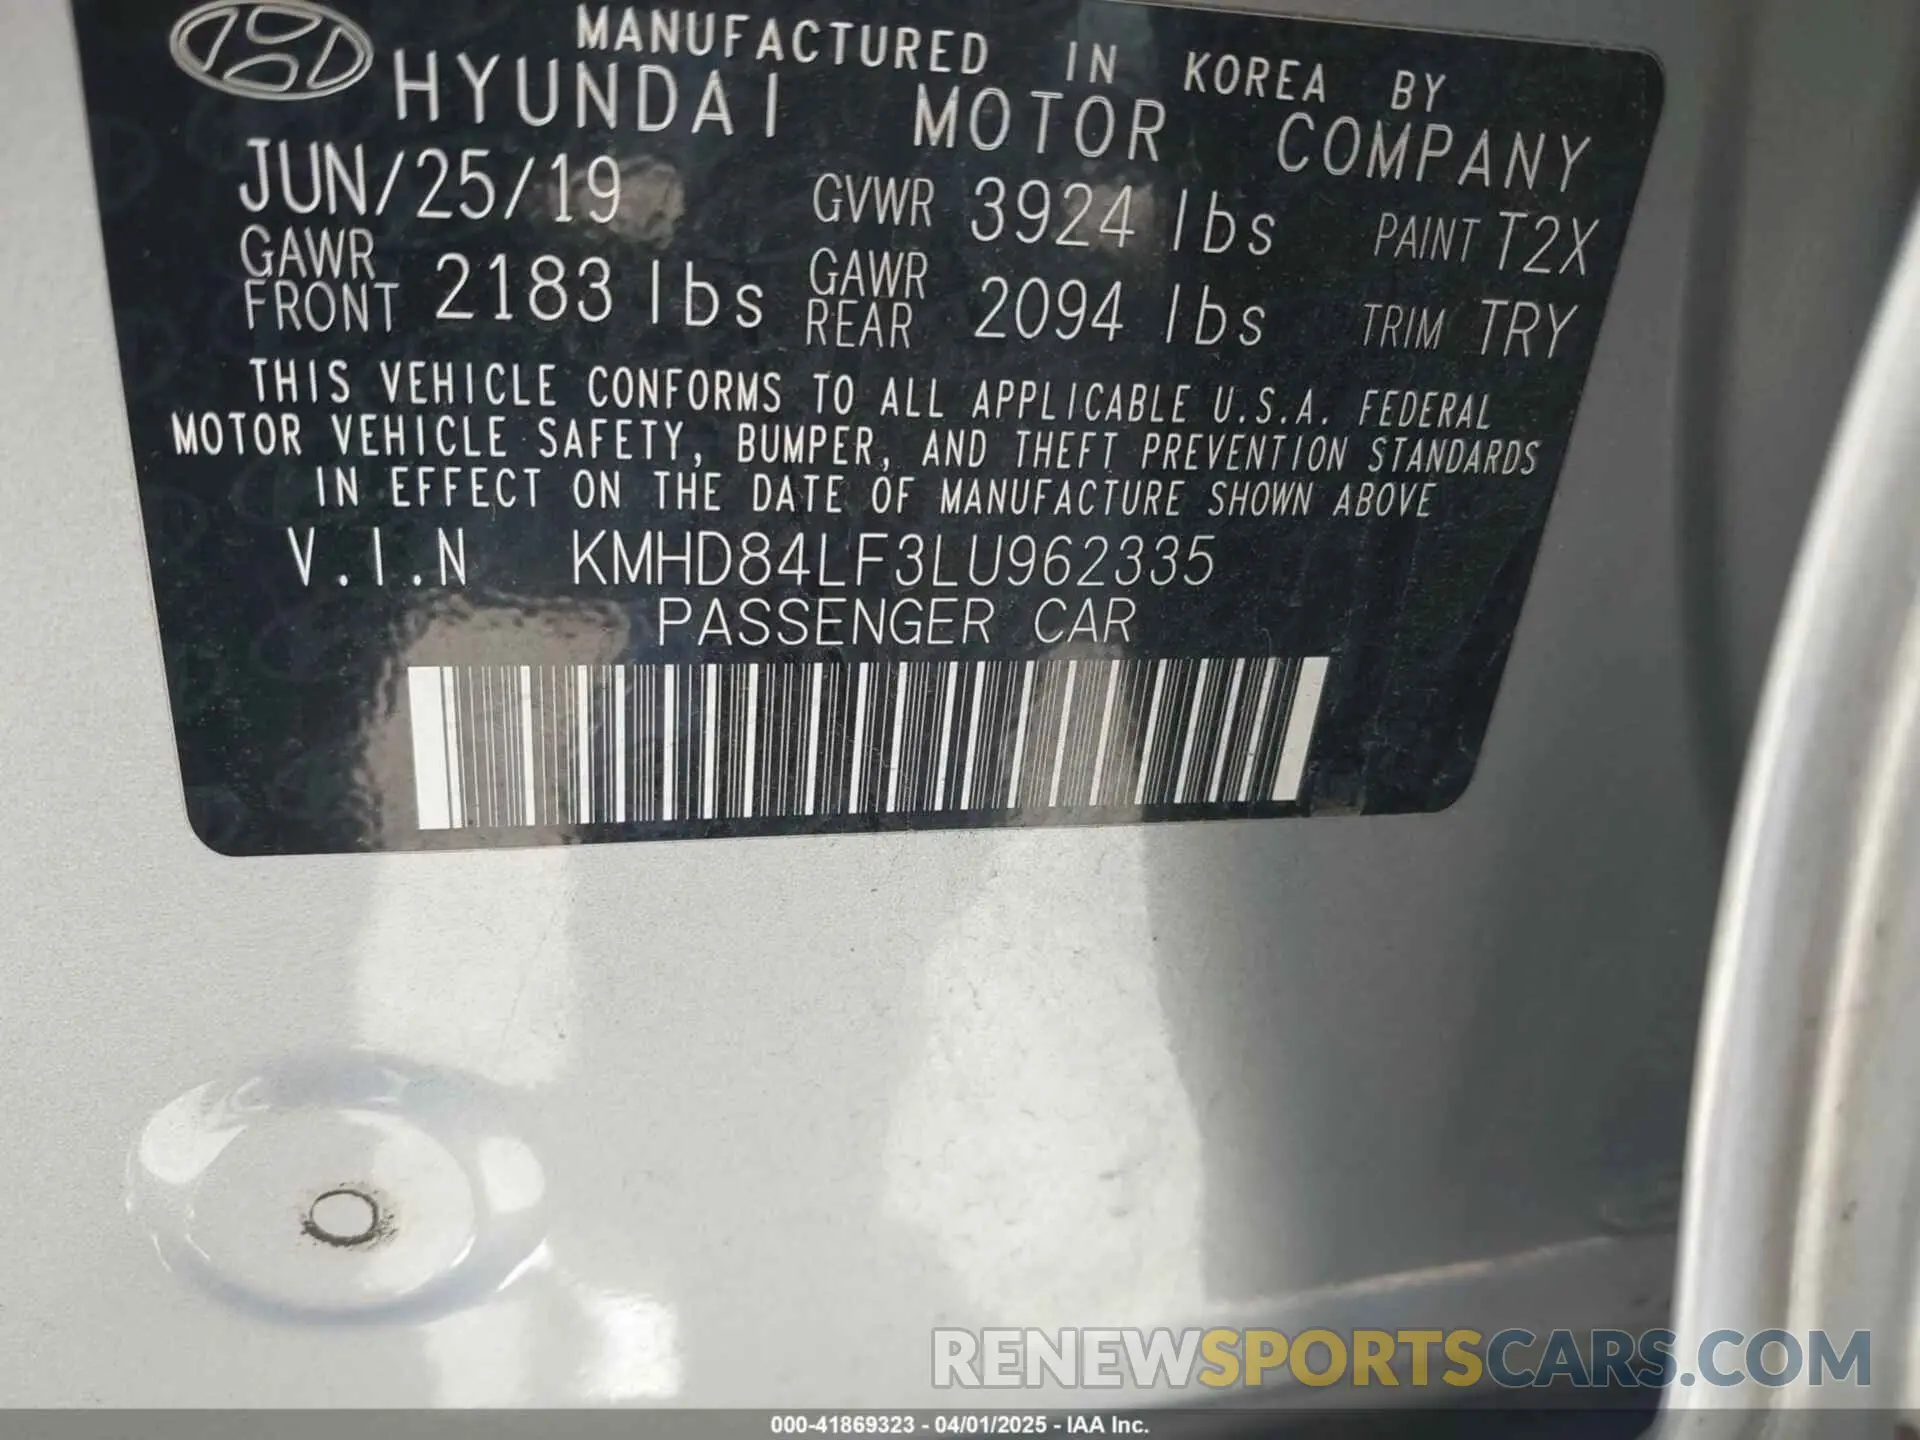 MANUFACTURED IN KOREA BY
HYUNDAI MOTOR COMPANY
JUN/25/19 GVWR 3924 lbs PAINT T2X
GAWR FRONT 2183 lbs GAWR REAR 2094 lbs TRIM TRY
THIS VEHICLE CONFORMS TO ALL APPLICABLE U.S.A. FEDERAL
MOTOR VEHICLE SAFETY, BUMPER, AND THEFT PREVENTION STANDARDS
IN EFFECT ON THE DATE OF MANUFACTURE SHOWN ABOVE
V.I.N KMHD84LF3LU962335
PASSENGER CAR
RENEWSPORTSCARS.COM
000-41869323 - 04/01/2025 - IAA Inc.